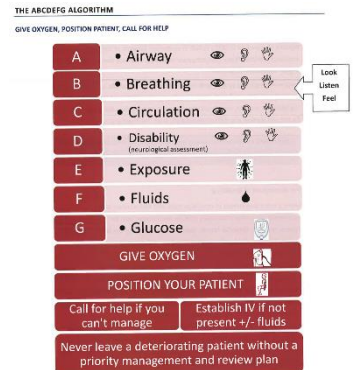 THE ABCDEFG ALGORITHM
GIVE OXYGEN, POSITION PATIENT, CALL FOR HELP
A • Airway
B • Breathing
Look
Listen
Feel
C • Circulation
D • Disability
(neurological assessment)
E • Exposure
F • Fluids
G • Glucose
GIVE OXYGEN
POSITION YOUR PATIENT
Call for help if you
can't manage
Establish IV if not
present +/- fluids
Never leave a deteriorating patient without a
priority management and review plan